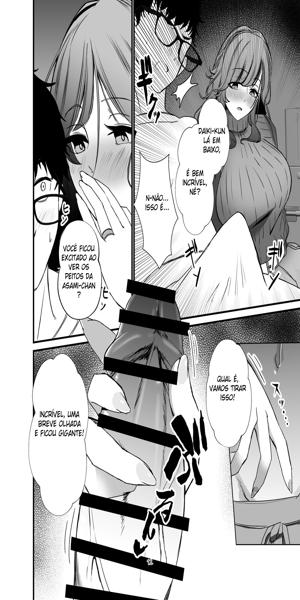 DAIKI-KUN
LÁ EM
BAIXO,
É BEM
INCRÍVEL,
NÉ?
N-NÃO...
ISSO É...
VOCÊ FICOU
EXCITADO AO
VER OS
PEITOS DA
ASAMI-CHAN
?
QUAL É,
VAMOS TIRAR
ISSO!
INCRÍVEL, UMA
BREVE OLHADA
E FICOU GIGANTE!